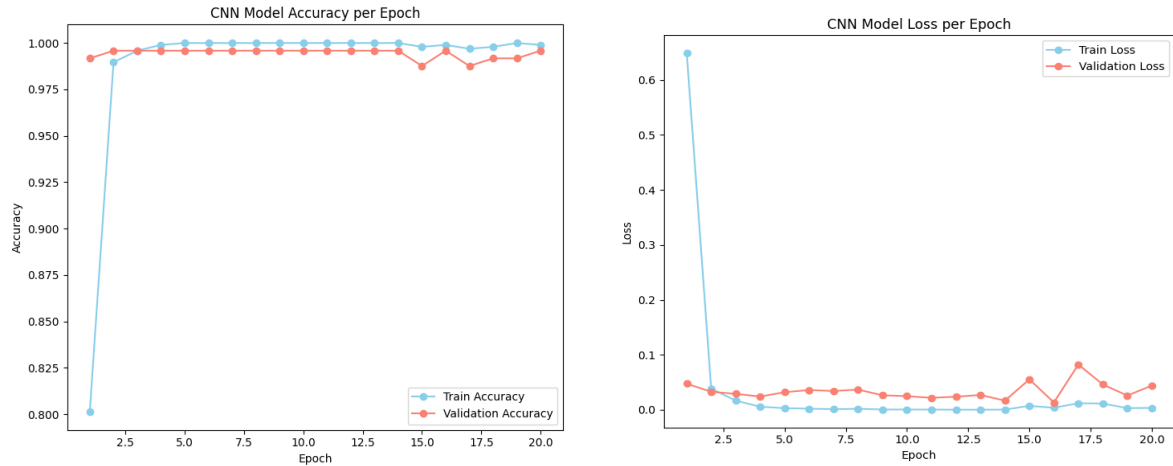 CNN Model Accuracy per Epoch
1.000
0.975
0.950
0.925
0.900
0.875
0.850
0.825
0.800
Accuracy
Train Accuracy
Validation Accuracy
2.5 5.0 7.5 10.0 12.5 15.0 17.5 20.0
Epoch
CNN Model Loss per Epoch
Train Loss
Validation Loss
0.6
0.5
0.4
0.3
0.2
0.1
0.0
Loss
2.5 5.0 7.5 10.0 12.5 15.0 17.5 20.0
Epoch